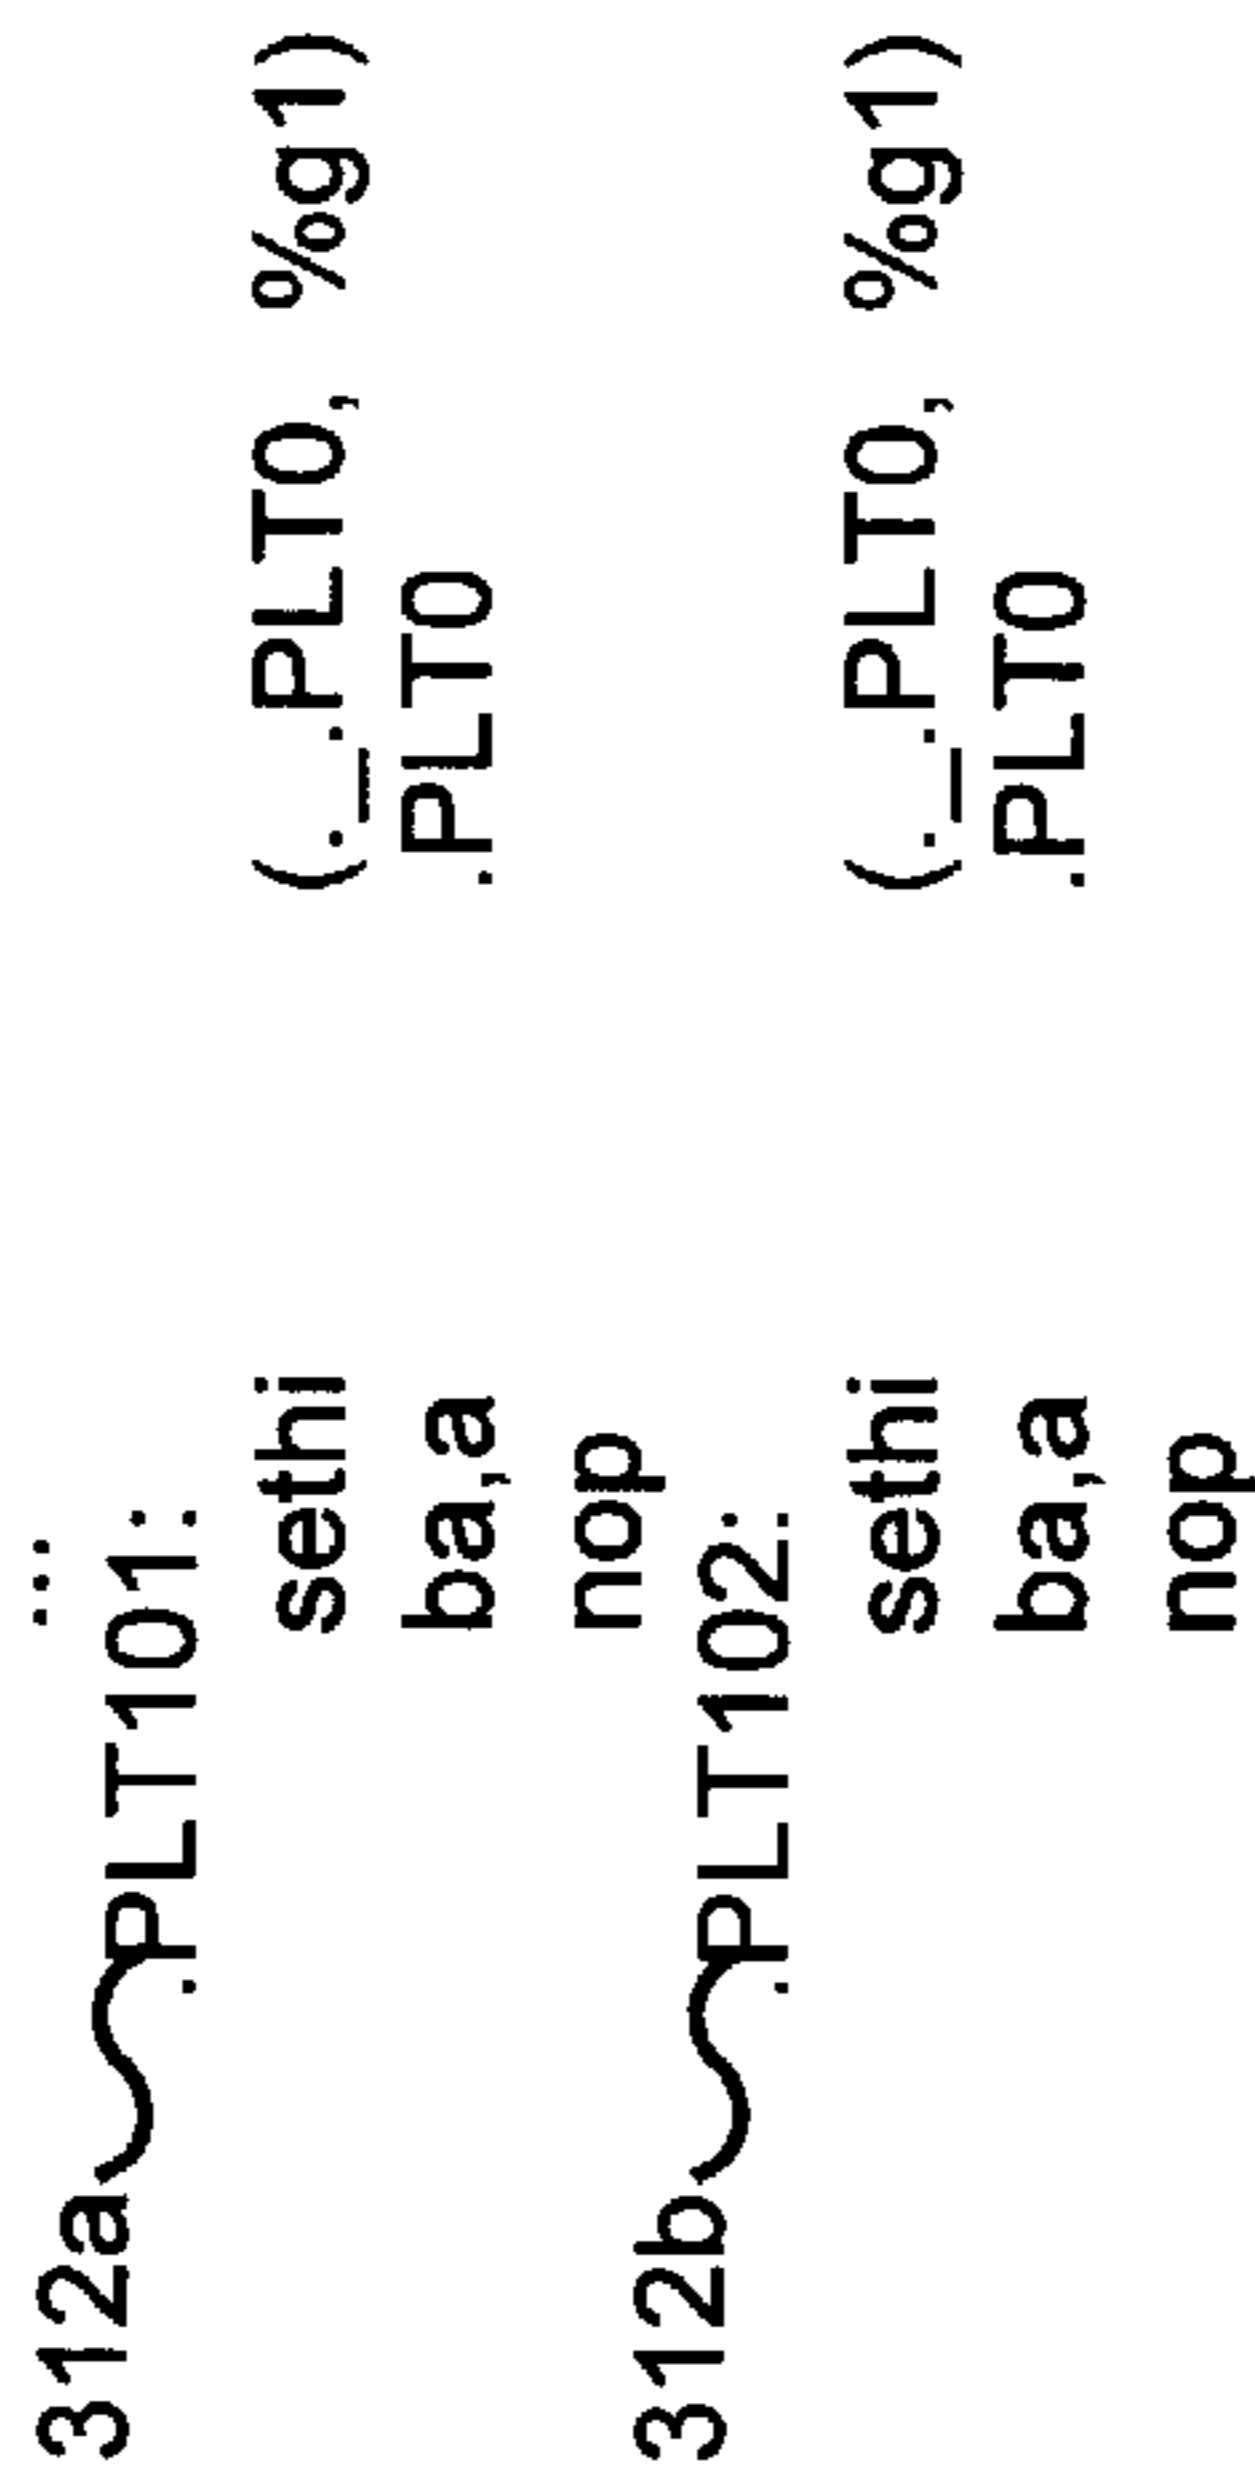 ...
312a .PLT101:
sethi (._.PLT0, %g1)
ba,a .PLT0
nop
312b .PLT102:
sethi (._.PLT0, %g1)
ba,a .PLT0
nop